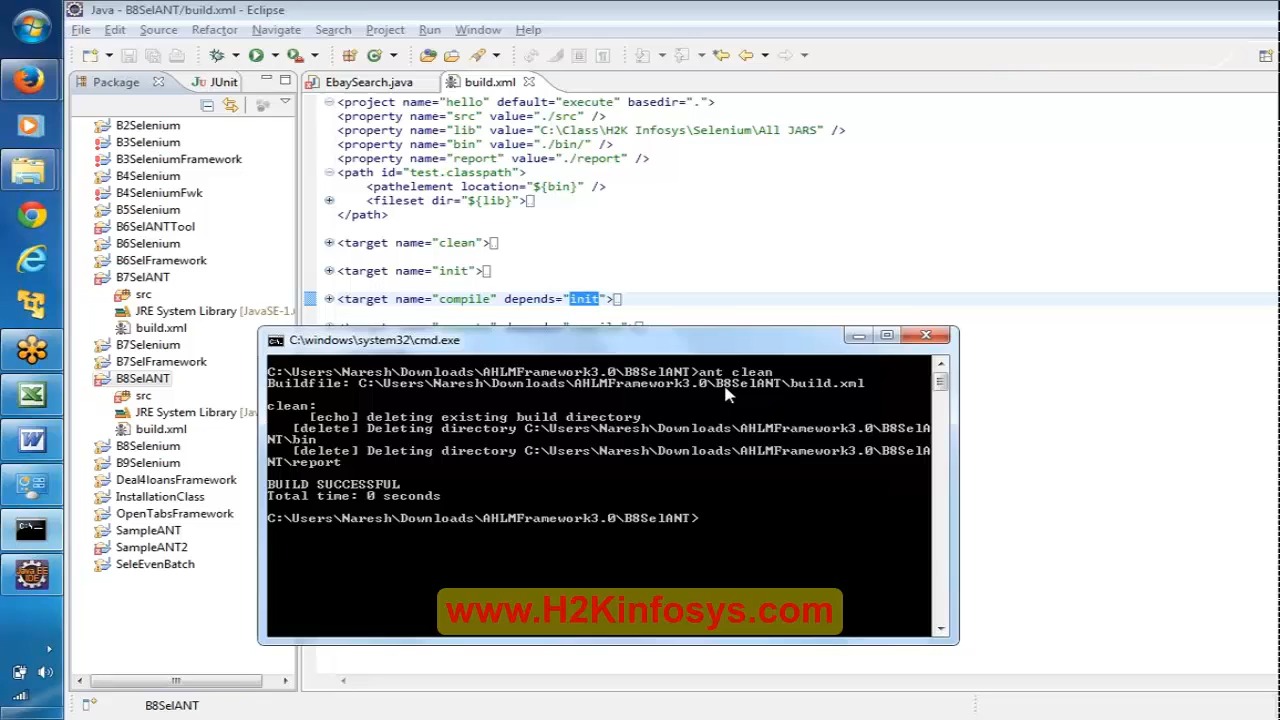 Java - B8SelANT/build.xml - Eclipse
File Edit Source Refactor Navigate Search Project Run Window Help
Package JUnit
EbaySearch.java build.xml
B2Selenium
B3Selenium
B3SeleniumFramework
B4Selenium
B4SeleniumFwk
B5Selenium
B6SelANTTool
B6Selenium
B6SelFramework
B7SelANT
src
JRE System Library [JavaSE-1.
build.xml
B7Selenium
B7SelFramework
B8SelANT
src
JRE System Library [Jav
build.xml
B8Selenium
B9Selenium
Deal4loansFramework
InstallationClass
OpenTabsFramework
SampleANT
SampleANT2
SeleEvenBatch
<project name="hello" default="execute" basedir=".">
<property name="src" value="./src" />
<property name="lib" value="C:\Class\H2K Infosys\Selenium\All JARS" />
<property name="bin" value="./bin/" />
<property name="report" value="./report" />
<path id="test.classpath">
<pathelement location="${bin}" />
<fileset dir="${lib}">
</path>
<target name="clean">
<target name="init">
<target name="compile" depends="init">
C:\windows\system32\cmd.exe
C:\Users\Naresh\Downloads\AHLMFramework3.0\B8SelANT>ant clean
Buildfile: C:\Users\Naresh\Downloads\AHLMFramework3.0\B8SelANT\build.xml
clean:
[echo] deleting existing build directory
[delete] Deleting directory C:\Users\Naresh\Downloads\AHLMFramework3.0\B8SelA
NT\bin
[delete] Deleting directory C:\Users\Naresh\Downloads\AHLMFramework3.0\B8SelA
NT\report
BUILD SUCCESSFUL
Total time: 0 seconds
C:\Users\Naresh\Downloads\AHLMFramework3.0\B8SelANT>
www.H2Kinfosys.com
B8SelANT